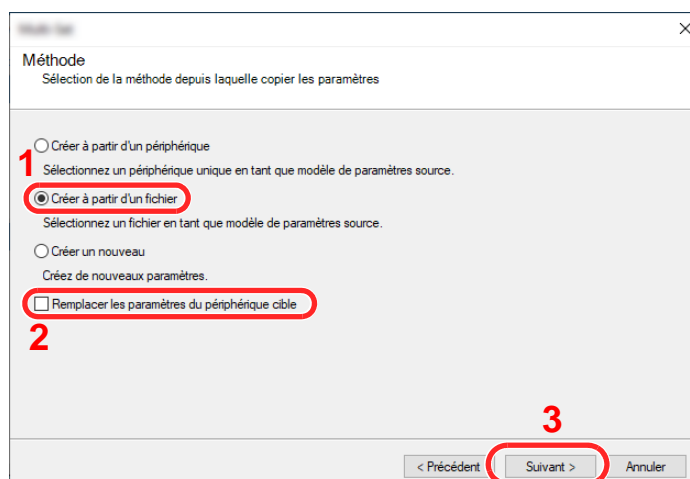 Méthode
Sélection de la méthode depuis laquelle copier les paramètres
Créer à partir d'un périphérique
1
Sélectionnez un périphérique unique en tant que modèle de paramètres source.
Créer à partir d'un fichier
Sélectionnez un fichier en tant que modèle de paramètres source.
Créer un nouveau
Créez de nouveaux paramètres.
Remplacer les paramètres du périphérique cible
2
3
< Précédent Suivant > Annuler